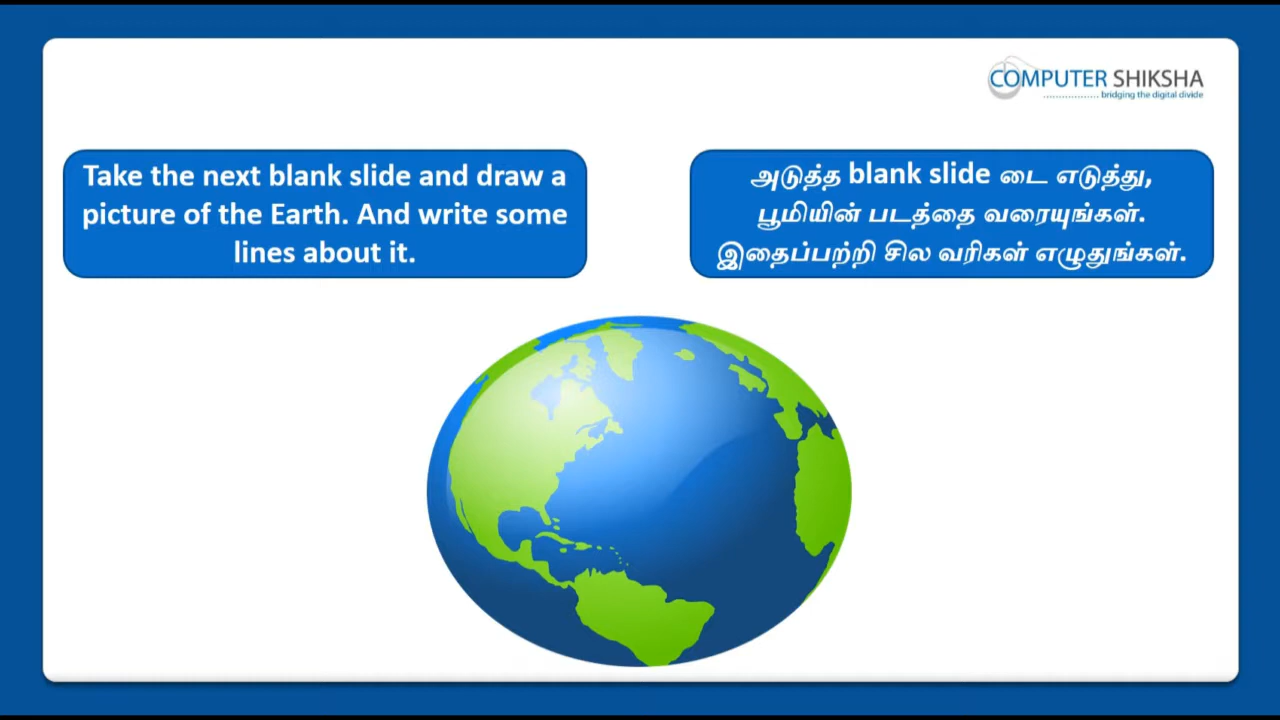 COMPUTER SHIKSHA
bridging the digital divide
Take the next blank slide and draw a
picture of the Earth. And write some
lines about it.
அடுத்த blank slide டை எடுத்து,
பூமியின் படத்தை வரையுங்கள்.
இதைப்பற்றி சில வரிகள் எழுதுங்கள்.